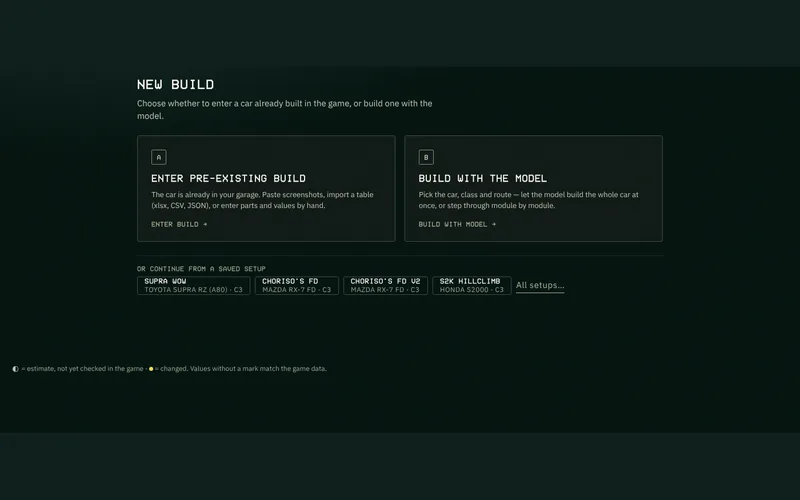 NEW BUILD
Choose whether to enter a car already built in the game, or build one with the
model.
A
ENTER PRE-EXISTING BUILD
The car is already in your garage. Paste screenshots, import a table
(xlsx, CSV, JSON), or enter parts and values by hand.
ENTER BUILD →
B
BUILD WITH THE MODEL
Pick the car, class and route — let the model build the whole car at
once, or step through module by module.
BUILD WITH MODEL →
OR CONTINUE FROM A SAVED SETUP
SUPRA WOW
TOYOTA SUPRA RZ (A80) · C3
CHORISO'S FD
MAZDA RX-7 FD · C3
CHORISO'S FD V2
MAZDA RX-7 FD · C3
S2K HILLCLIMB
HONDA S2000 · C3
All setups...
◐ = estimate, not yet checked in the game · ● = changed. Values without a mark match the game data.